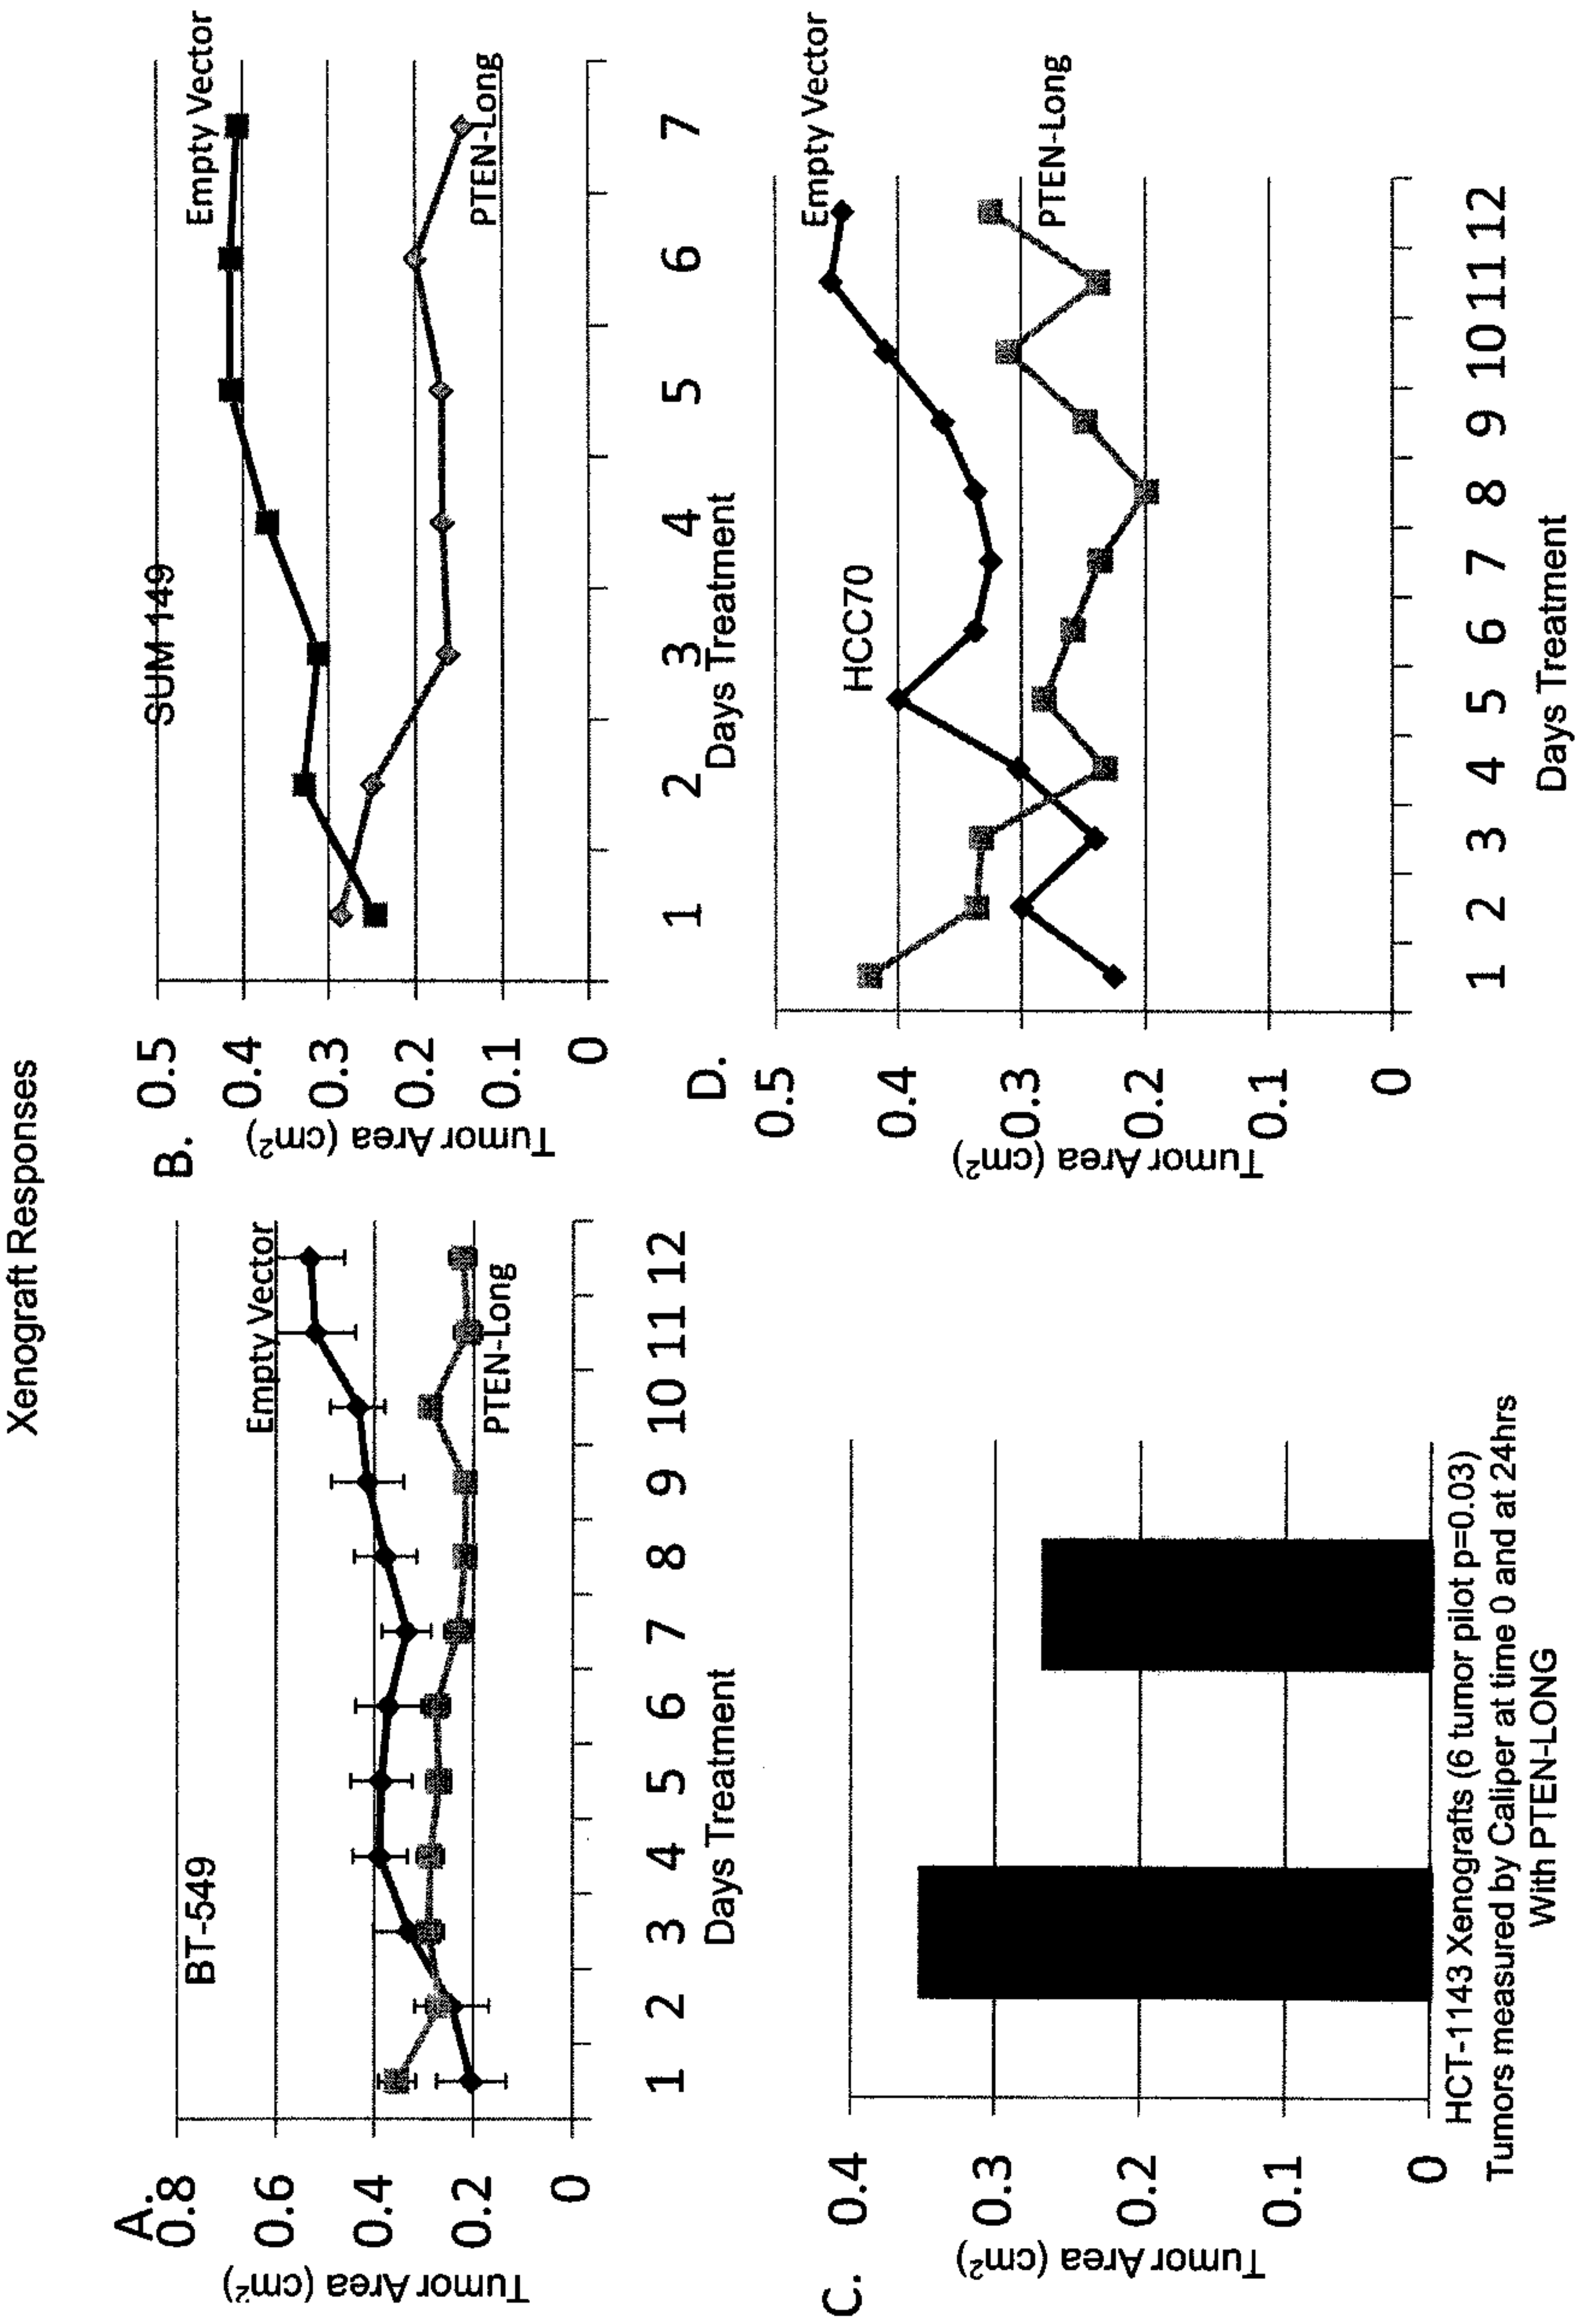 Xenograft Responses
A.
BT-549
Tumor Area (cm²)
0.8
0.6
0.4
0.2
0
Empty Vector
PTEN-Long
1 2 3 4 5 6 7 8 9 10 11 12
Days Treatment
B.
SUM 149
Tumor Area (cm²)
0.5
0.4
0.3
0.2
0.1
0
Empty Vector
PTEN-Long
1 2 3 4 5 6 7
Days Treatment
C.
Tumor Area (cm²)
0.4
0.3
0.2
0.1
0
HCT-1143 Xenografts (6 tumor pilot p=0.03)
Tumors measured by Caliper at time 0 and at 24hrs
With PTEN-LONG
D.
HCC70
Tumor Area (cm²)
0.5
0.4
0.3
0.2
0.1
0
Empty Vector
PTEN-Long
1 2 3 4 5 6 7 8 9 10 11 12
Days Treatment